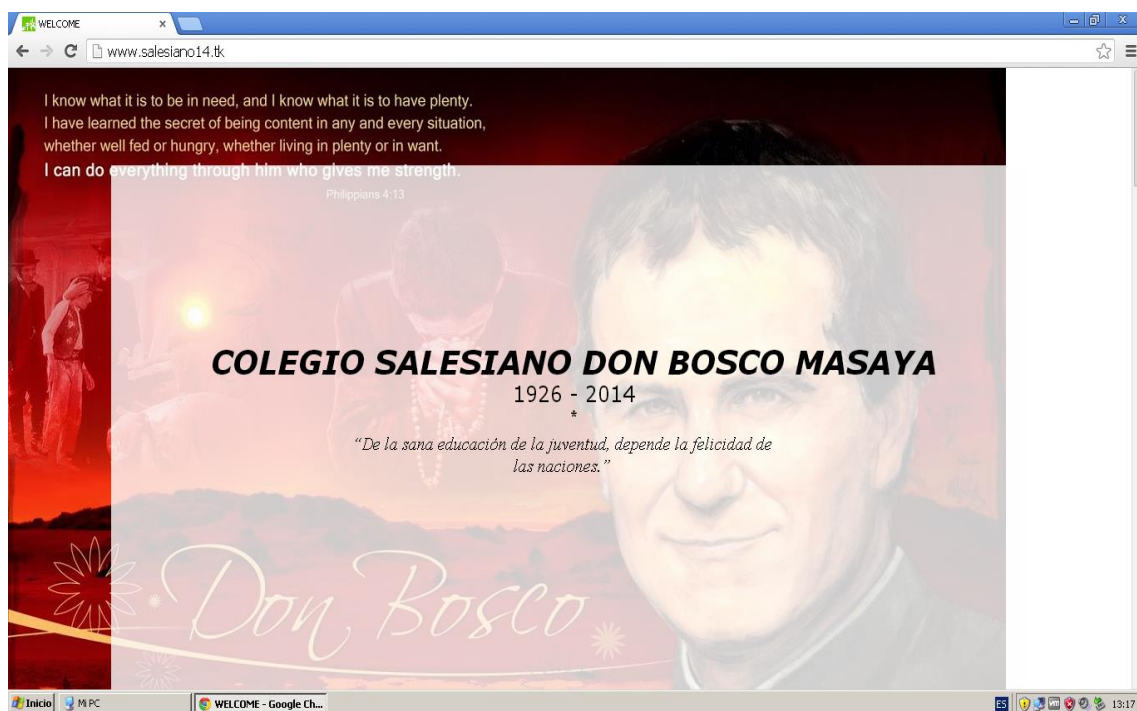 WELCOME
www.salesiano14.tk
I know what it is to be in need, and I know what it is to have plenty.
I have learned the secret of being content in any and every situation,
whether well fed or hungry, whether living in plenty or in want.
I can do everything through him who gives me strength.
Philippians 4:13
COLEGIO SALESIANO DON BOSCO MASAYA
1926 - 2014
*
“De la sana educación de la juventud, depende la felicidad de
las naciones.”
Don Bosco
Inicio
Mi PC
WELCOME - Google Ch...
ES
13:17